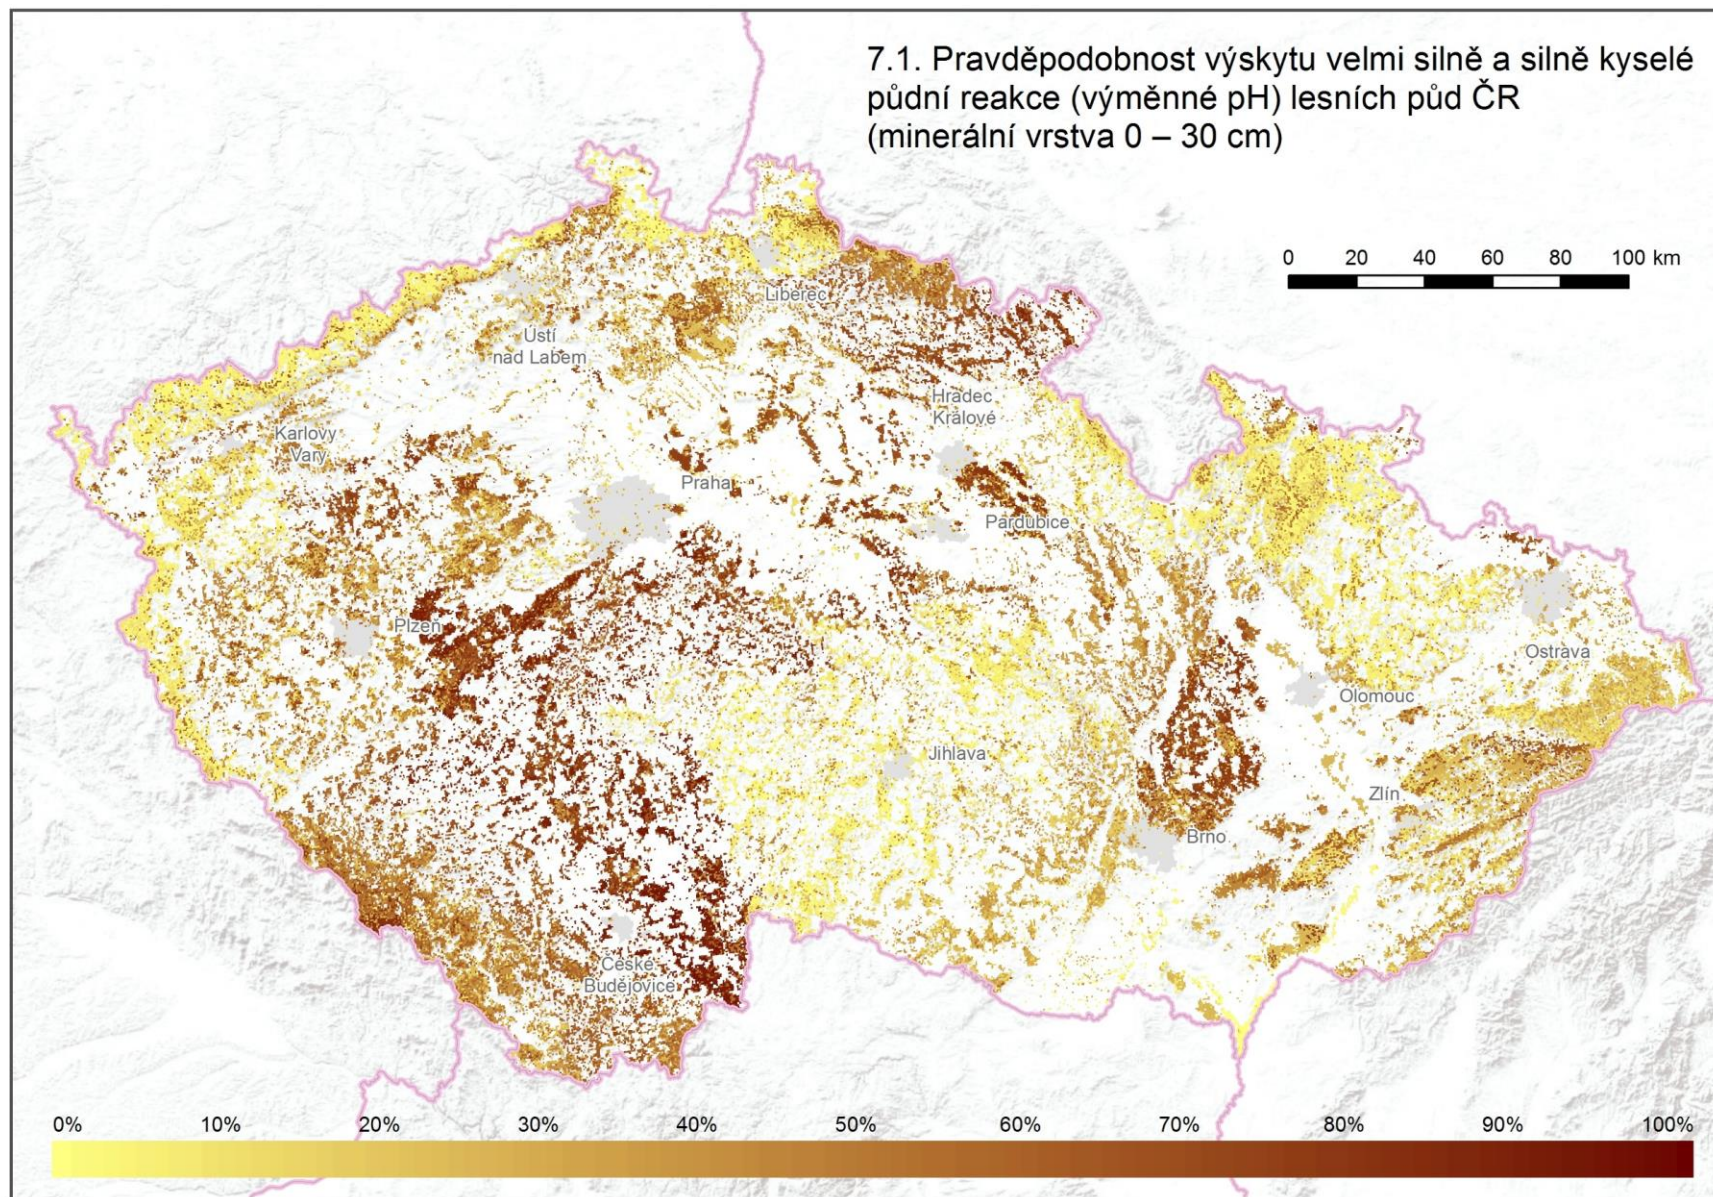 7.1. Pravděpodobnost výskytu velmi silně a silně kyselé
půdní reakce (výměnné pH) lesních půd ČR
(minerální vrstva 0 – 30 cm)
0 20 40 60 80 100 km
Liberec
Ústí
nad Labem
Hradec
Králové
Karlovy
Vary
Praha
Pardubice
Plzeň
Ostrava
Olomouc
Jihlava
Zlín
Brno
České
Budějovice
0% 10% 20% 30% 40% 50% 60% 70% 80% 90% 100%